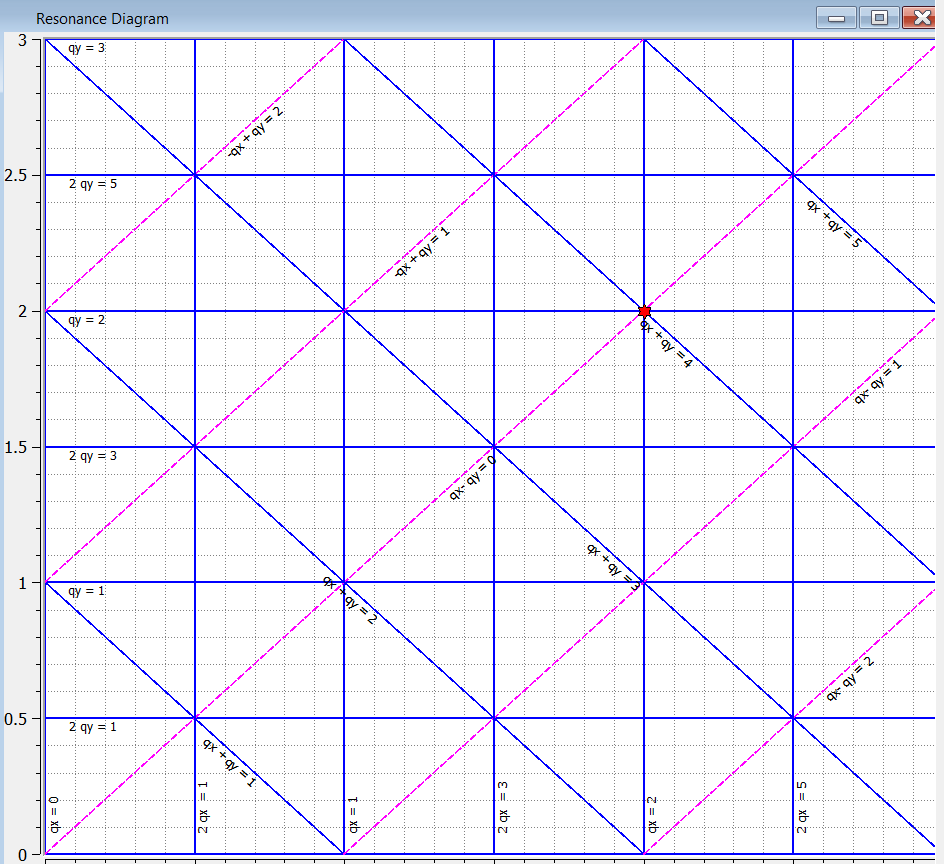 Resonance Diagram
3
qy = 3
-qx + qy = 2
2.5
2 qy = 5
qx + qy = 5
-qx + qy = 1
2
qy = 2
qx + qy = 4
qx- qy = 1
1.5
2 qy = 3
qx- qy = 0
qx + qy = 3
1
qy = 1
qx + qy = 2
qx- qy = 2
0.5
2 qy = 1
qx + qy = 1
qx = 0
2 qx = 1
qx = 1
2 qx = 3
qx = 2
2 qx = 5
0